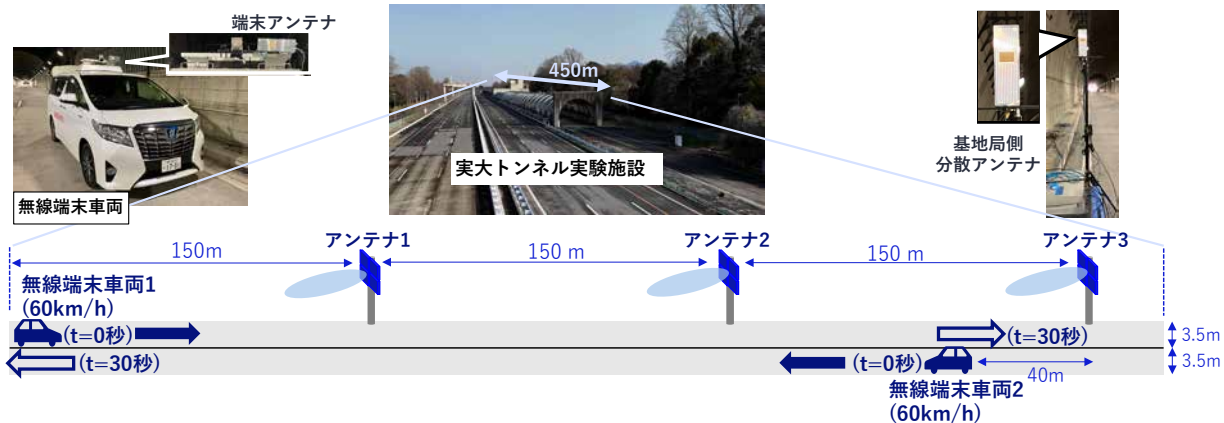 端末アンテナ
無線端末車両
450m
実大トンネル実験施設
基地局側
分散アンテナ
150m
アンテナ1
150 m
アンテナ2
150 m
アンテナ3
無線端末車両1
(60km/h)
(t=0秒)
(t=30秒)
3.5m
(t=30秒)
(t=0秒)
40m
3.5m
無線端末車両2
(60km/h)